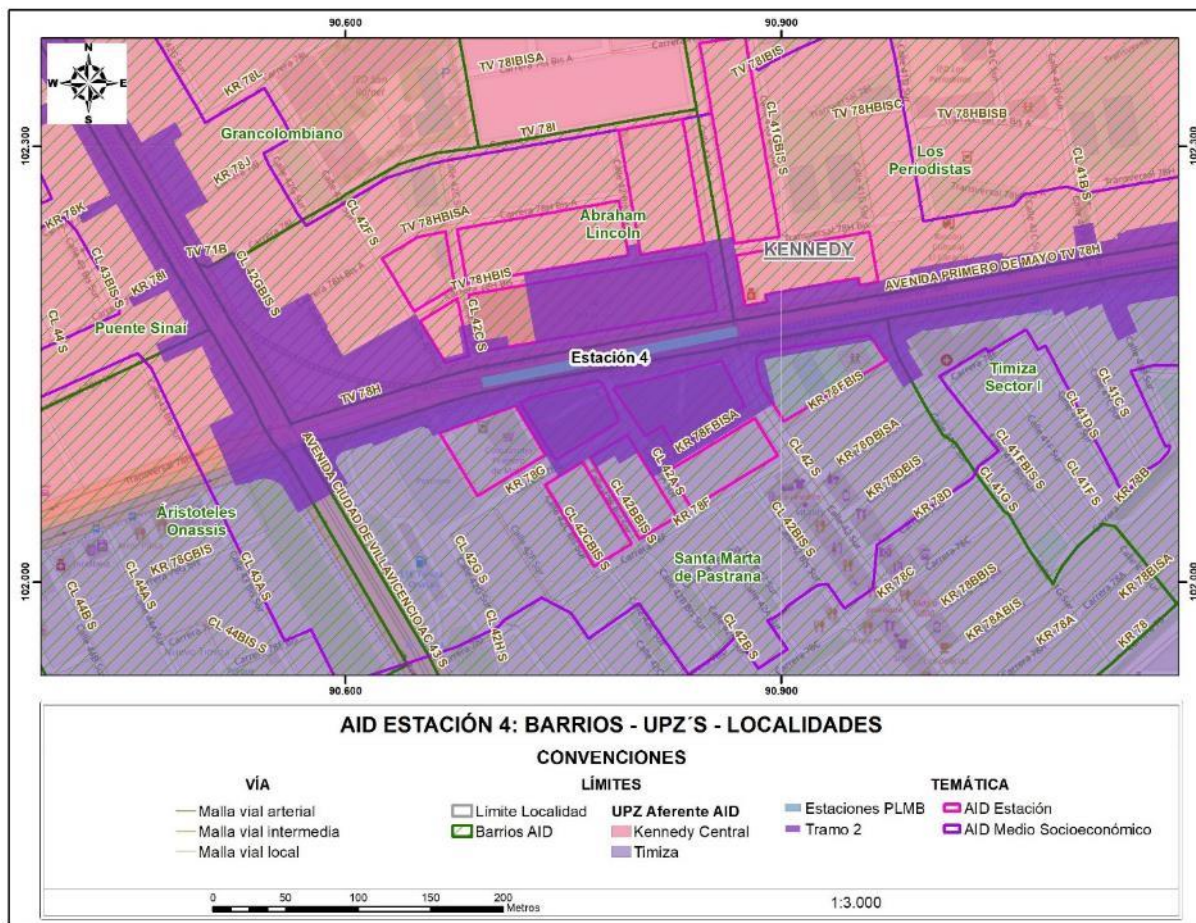 90.600
90.900
N
W E
S
102.300
102.300
KR 78L
Grancolombiano
KR 78J
KR 78K
TV 71B
CL 43BIS S
KR 78I
CL 44 S
Puente Sinaí
CL 42GBIS S
CL 42F S
TV 78IBISA
TV 78I
TV 78HBISA
TV 78HBIS
CL 42C S
Abraham
Lincoln
TV 78IBIS
CL 41GBIS S
TV 78HBISC
TV 78HBISB
Los
Periodistas
CL 41B S
KENNEDY
AVENIDA PRIMERO DE MAYO TV 78H
Estación 4
TV 78H
Timiza
Sector I
KR 78FBIS
KR 78FBISA
KR 78DBISA
KR 78DBIS
KR 78D
CL 41C S
CL 41D S
CL 41F S
CL 41FBIS S
CL 41G S
KR 78B
AVENIDA CIUDAD DE VILLAVICENCIO AC 43 S
KR 78G
CL 42A S
CL 42BBIS S
KR 78F
CL 42 S
CL 42BIS S
CL 42CBIS S
Aristoteles
Onassis
KR 78GBIS
CL 43A S
CL 44A S
CL 44B S
CL 44BIS S
CL 42G S
CL 42H S
Santa Marta
de Pastrana
CL 42B S
KR 78C
KR 78BBIS
KR 78ABIS
KR 78A
KR 78BISA
KR 78
102.000
102.000
90.600
90.900
AID ESTACIÓN 4: BARRIOS - UPZ´S - LOCALIDADES
CONVENCIONES
VÍA
Malla vial arterial
Malla vial intermedia
Malla vial local
LÍMITES
Límite Localidad
Barrios AID
UPZ Aferente AID
Kennedy Central
Timiza
TEMÁTICA
Estaciones PLMB
Tramo 2
AID Estación
AID Medio Socioeconómico
0 50 100 150 200
Metros
1:3.000